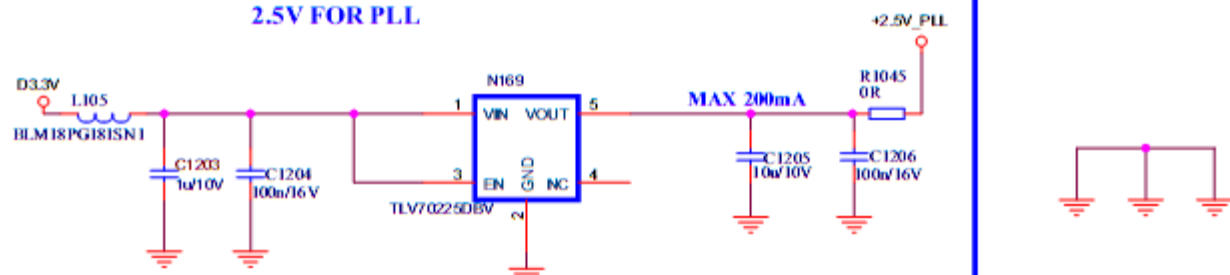 2.5V FOR PLL
+2.5V_PLL
D3.3V
L105
BLM18PG181SN1
N169
1
VIN
VOUT
5
MAX 200mA
R1045
0R
C1203
1u/10V
C1204
100n/16V
3
EN
GND
NC
4
2
TLV70225DBV
C1205
10u/10V
C1206
100n/16V